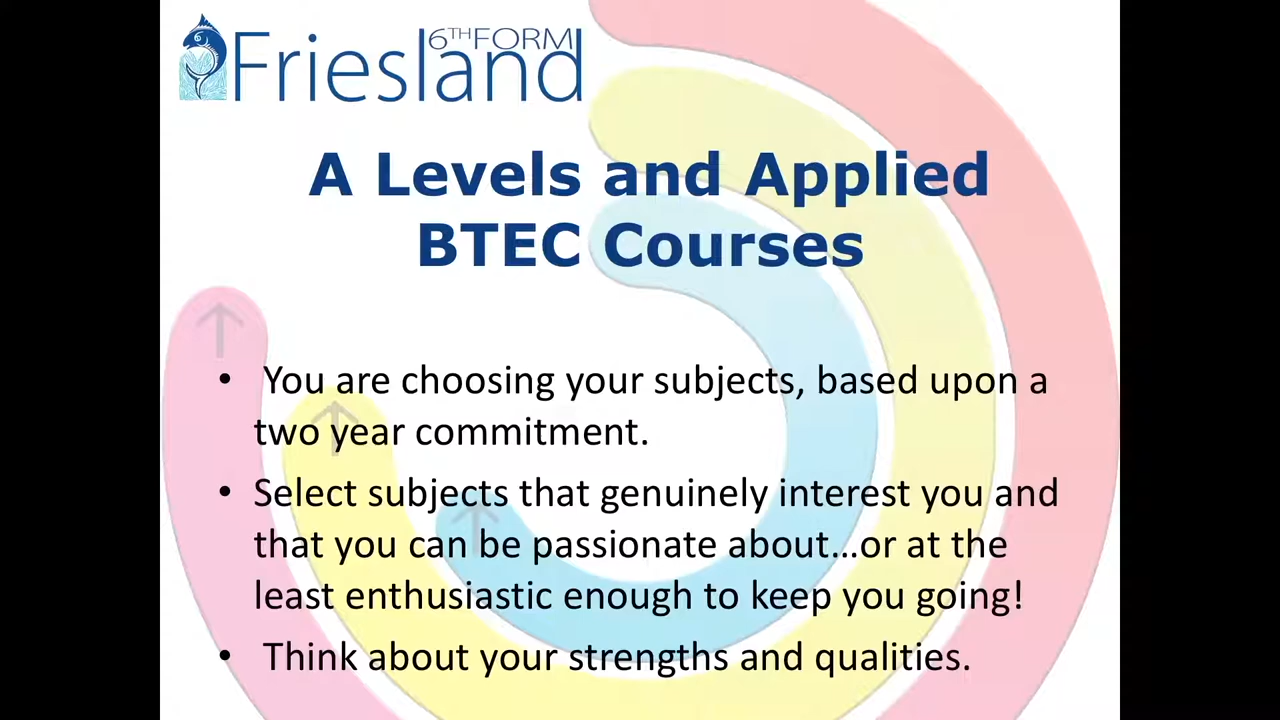 6TH FORM
Friesland
A Levels and Applied
BTEC Courses
• You are choosing your subjects, based upon a
two year commitment.
• Select subjects that genuinely interest you and
that you can be passionate about…or at the
least enthusiastic enough to keep you going!
• Think about your strengths and qualities.